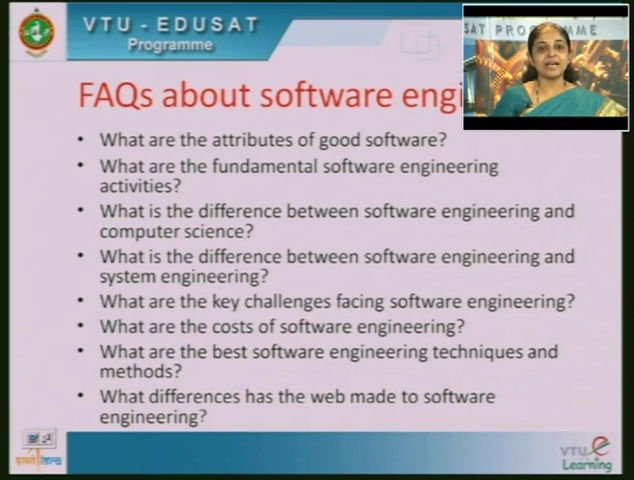 VTU - EDUSAT
Programme
SAT PROGRAMME
FAQs about software engi
• What are the attributes of good software?
• What are the fundamental software engineering
activities?
• What is the difference between software engineering and
computer science?
• What is the difference between software engineering and
system engineering?
• What are the key challenges facing software engineering?
• What are the costs of software engineering?
• What are the best software engineering techniques and
methods?
• What differences has the web made to software
engineering?
VTU e
Learning